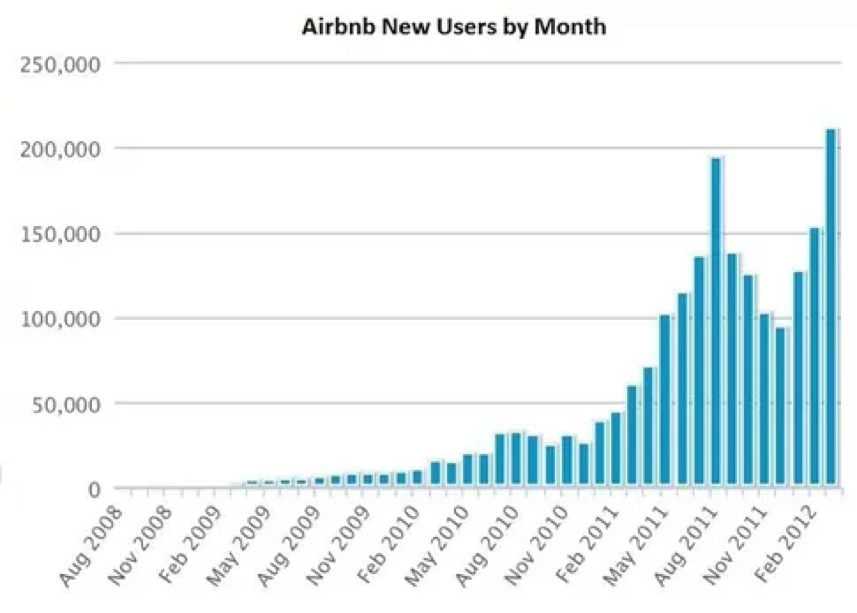 Airbnb New Users by Month
250,000
200,000
150,000
100,000
50,000
0
Aug 2008
Nov 2008
Feb 2009
May 2009
Aug 2009
Nov 2009
Feb 2010
May 2010
Aug 2010
Nov 2010
Feb 2011
May 2011
Aug 2011
Nov 2011
Feb 2012